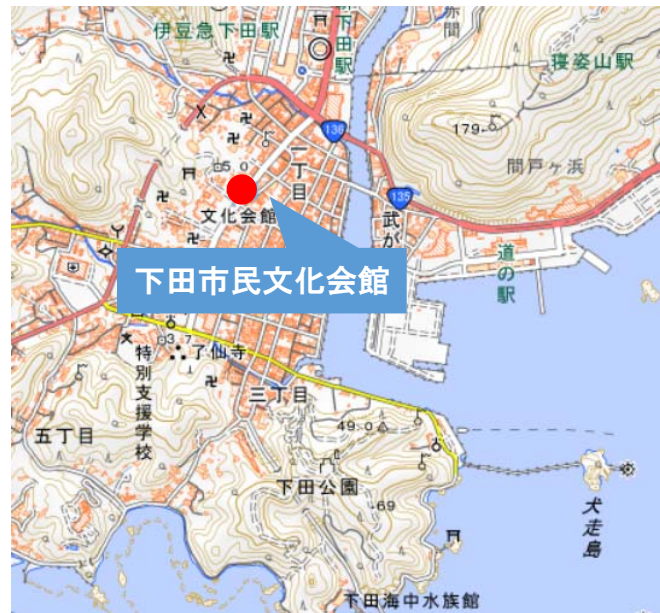 伊豆急下田駅
下田駅
赤間
寝姿山駅
136
179
間戸ヶ浜
一丁目
135
武が
文化会館
道の駅
下田市民文化会館
了仙寺
特別支援学校
三丁目
五丁目
49.0
下田公園
69
犬走島
下田海中水族館